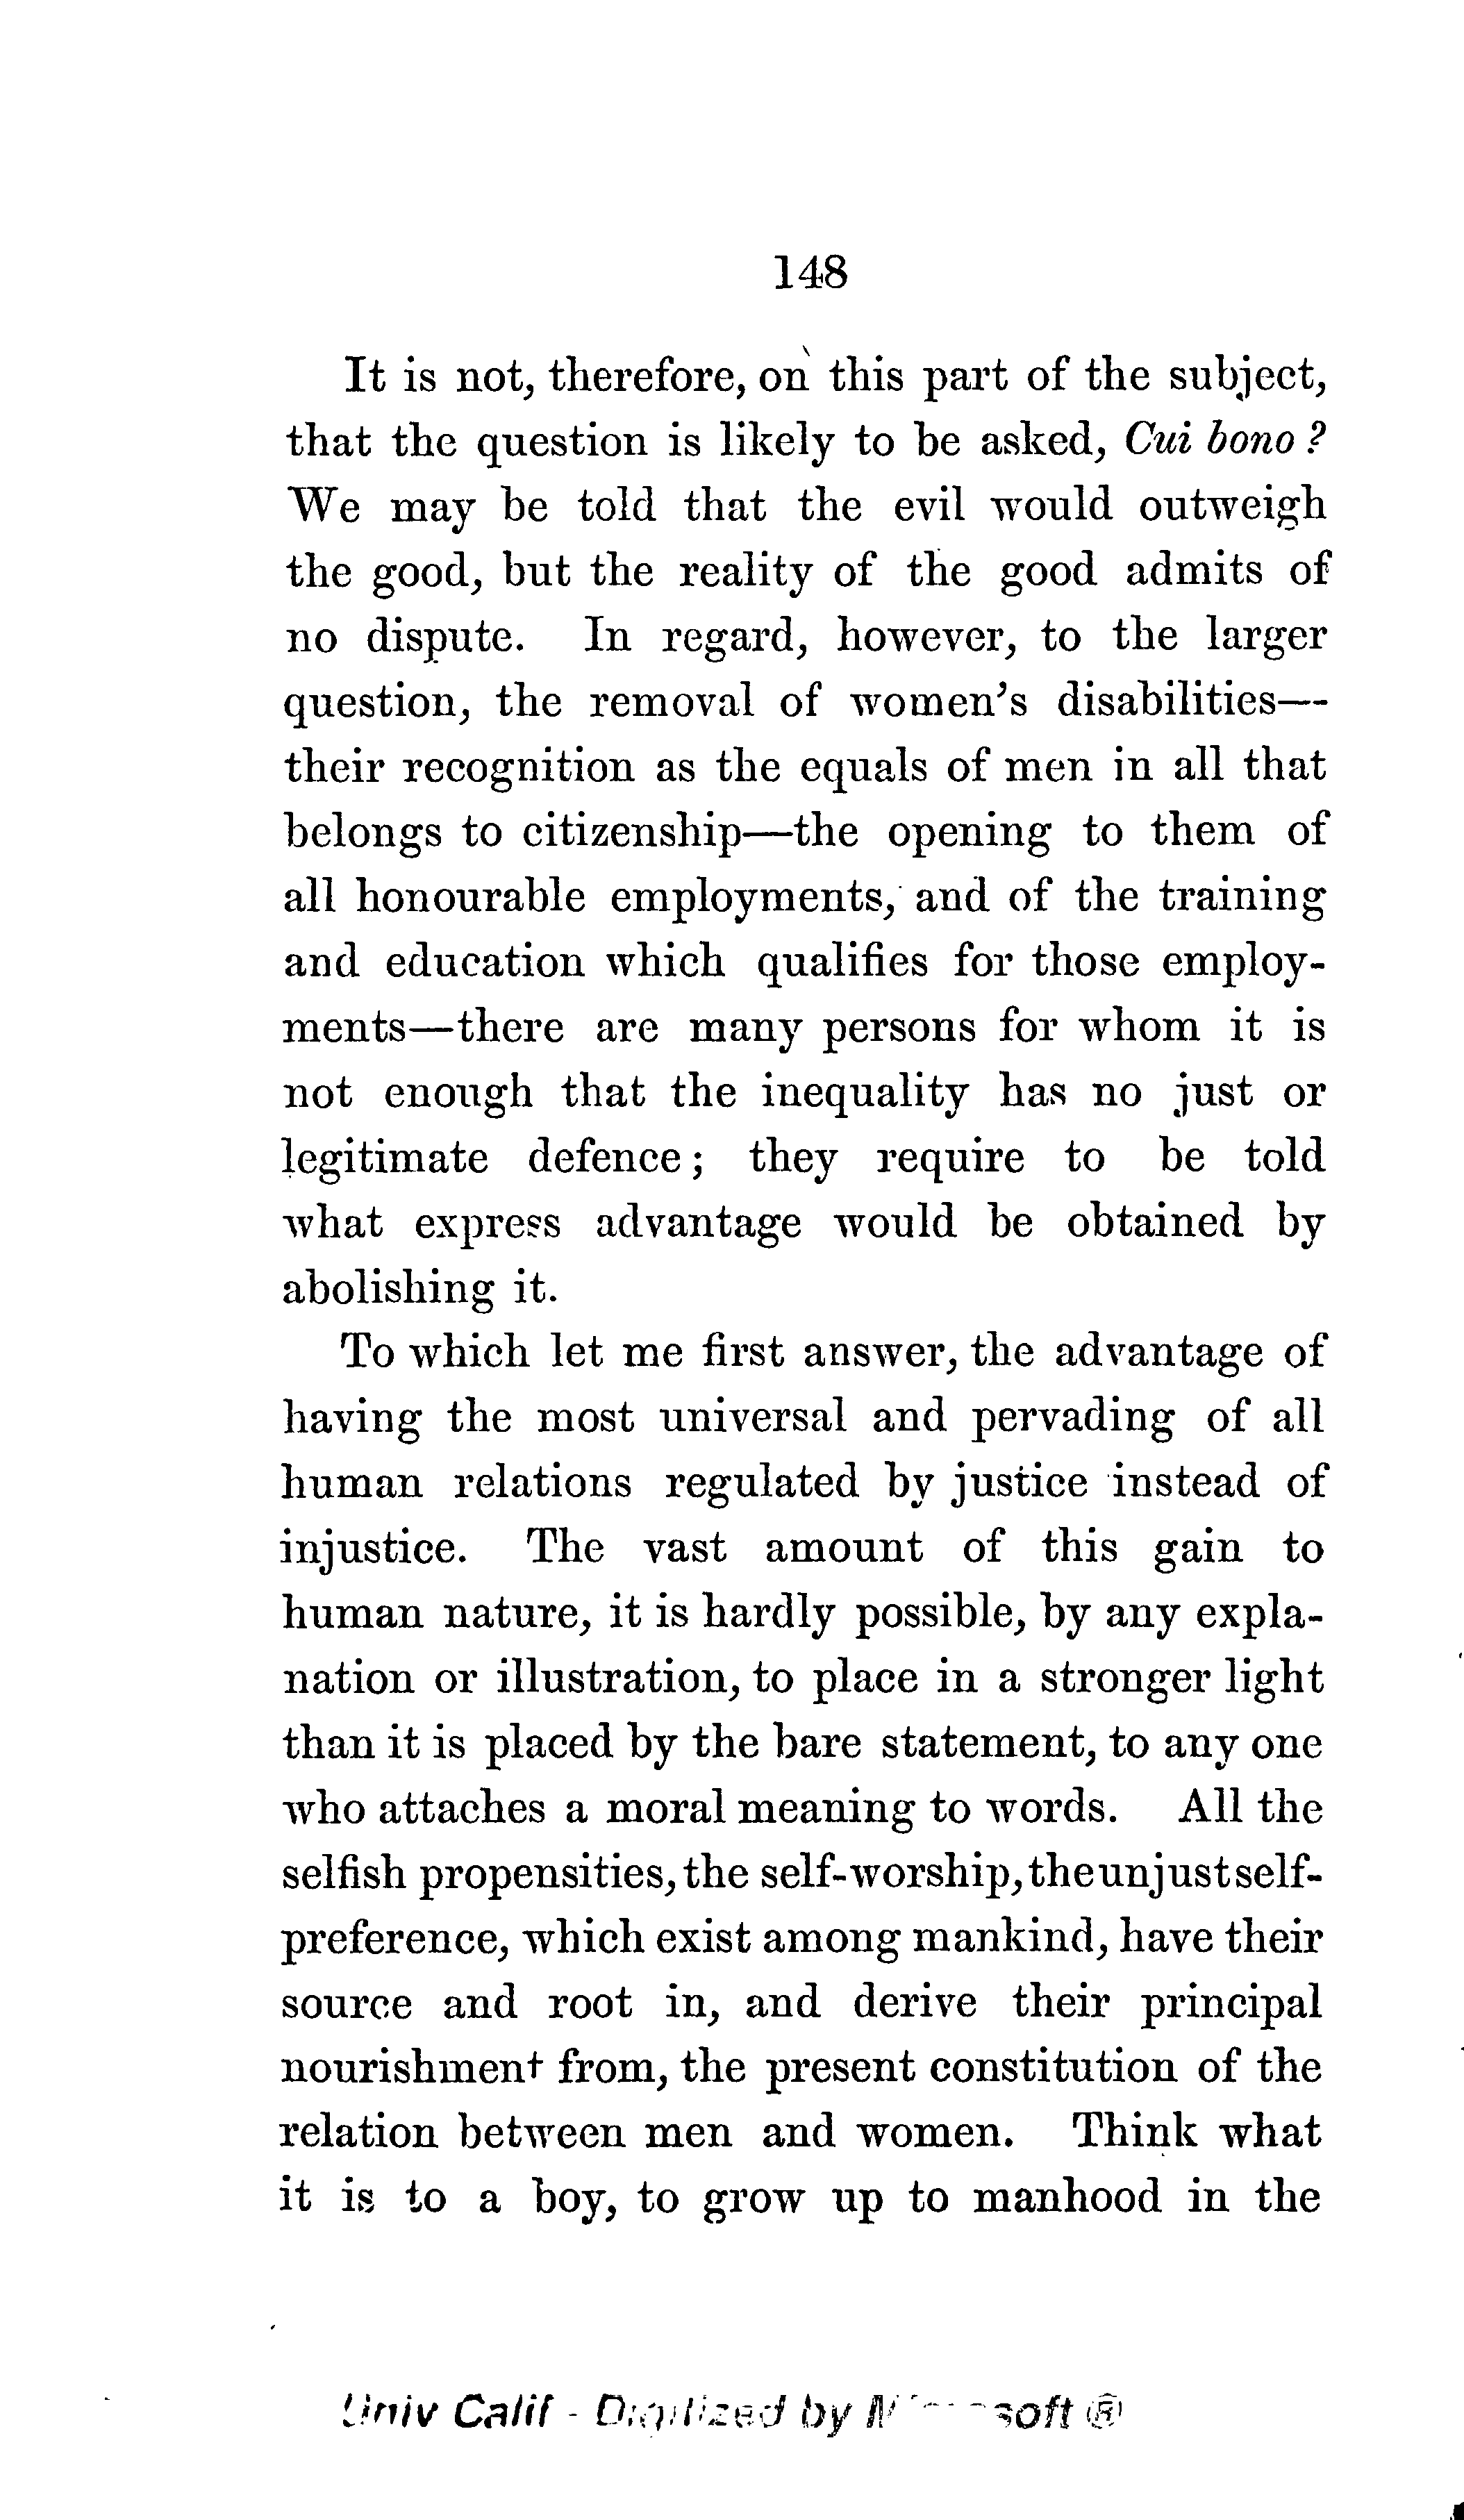 148
It is not, therefore, on this part of the subject,
that the question is likely to be asked, Cui bono ?
We may be told that the evil would outweigh
the good, but the reality of the good admits of
no dispute. In regard, however, to the larger
question, the removal of women's disabilities—
their recognition as the equals of men in all that
belongs to citizenship—the opening to them of
all honourable employments, and of the training
and education which qualifies for those employ-
ments—there are many persons for whom it is
not enough that the inequality has no just or
legitimate defence; they require to be told
what express advantage would be obtained by
abolishing it.
To which let me first answer, the advantage of
having the most universal and pervading of all
human relations regulated by justice instead of
injustice. The vast amount of this gain to
human nature, it is hardly possible, by any expla-
nation or illustration, to place in a stronger light
than it is placed by the bare statement, to any one
who attaches a moral meaning to words. All the
selfish propensities, the self-worship, the unjust self-
preference, which exist among mankind, have their
source and root in, and derive their principal
nourishment from, the present constitution of the
relation between men and women. Think what
it is to a boy, to grow up to manhood in the
Univ Calif - Digitized by Microsoft ®